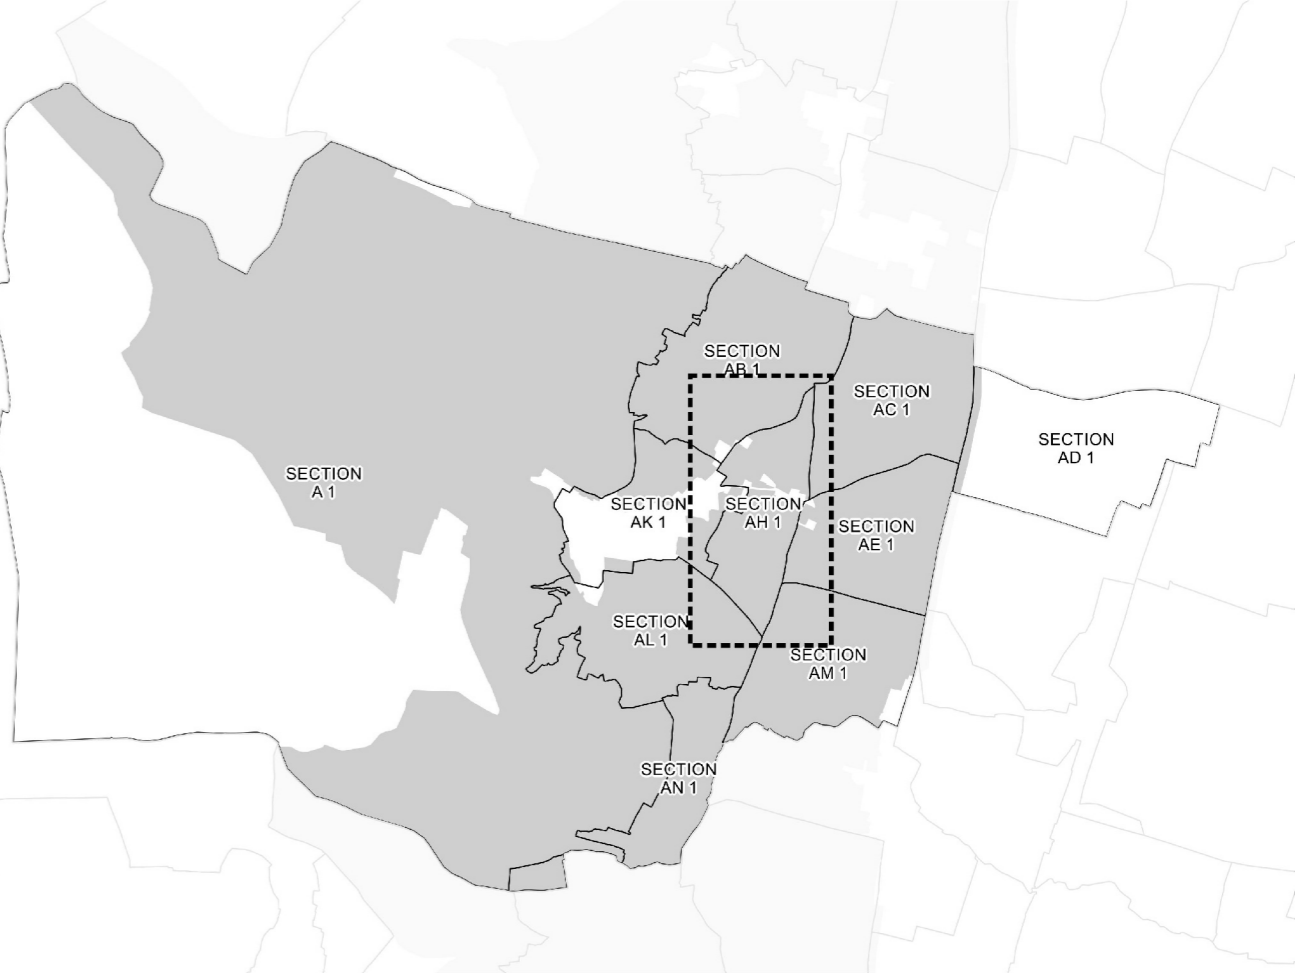 SECTION
AB 1
SECTION
AC 1
SECTION
AD 1
SECTION
A 1
SECTION
AK 1
SECTION
AH 1
SECTION
AE 1
SECTION
AL 1
SECTION
AM 1
SECTION
AN 1